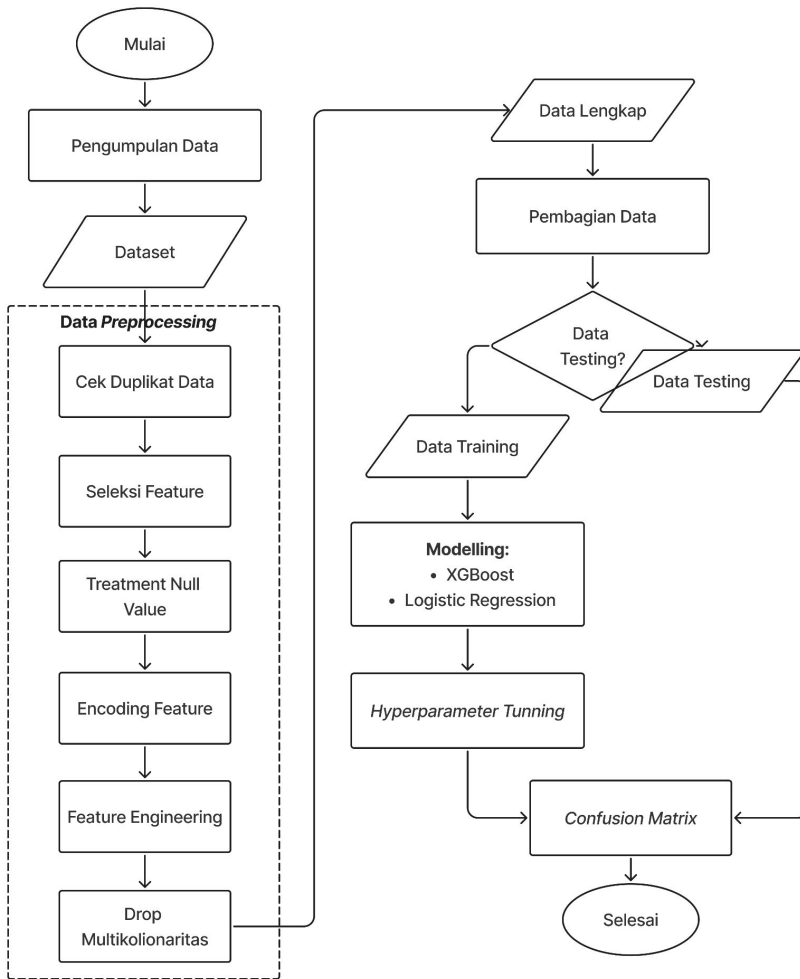 Mulai
Pengumpulan Data
Dataset
Data Preprocessing
Cek Duplikat Data
Seleksi Feature
Treatment Null
Value
Encoding Feature
Feature Engineering
Drop
Multikolionaritas
Data Lengkap
Pembagian Data
Data
Testing?
Data Testing
Data Training
Modelling:
• XGBoost
• Logistic Regression
Hyperparameter Tunning
Confusion Matrix
Selesai